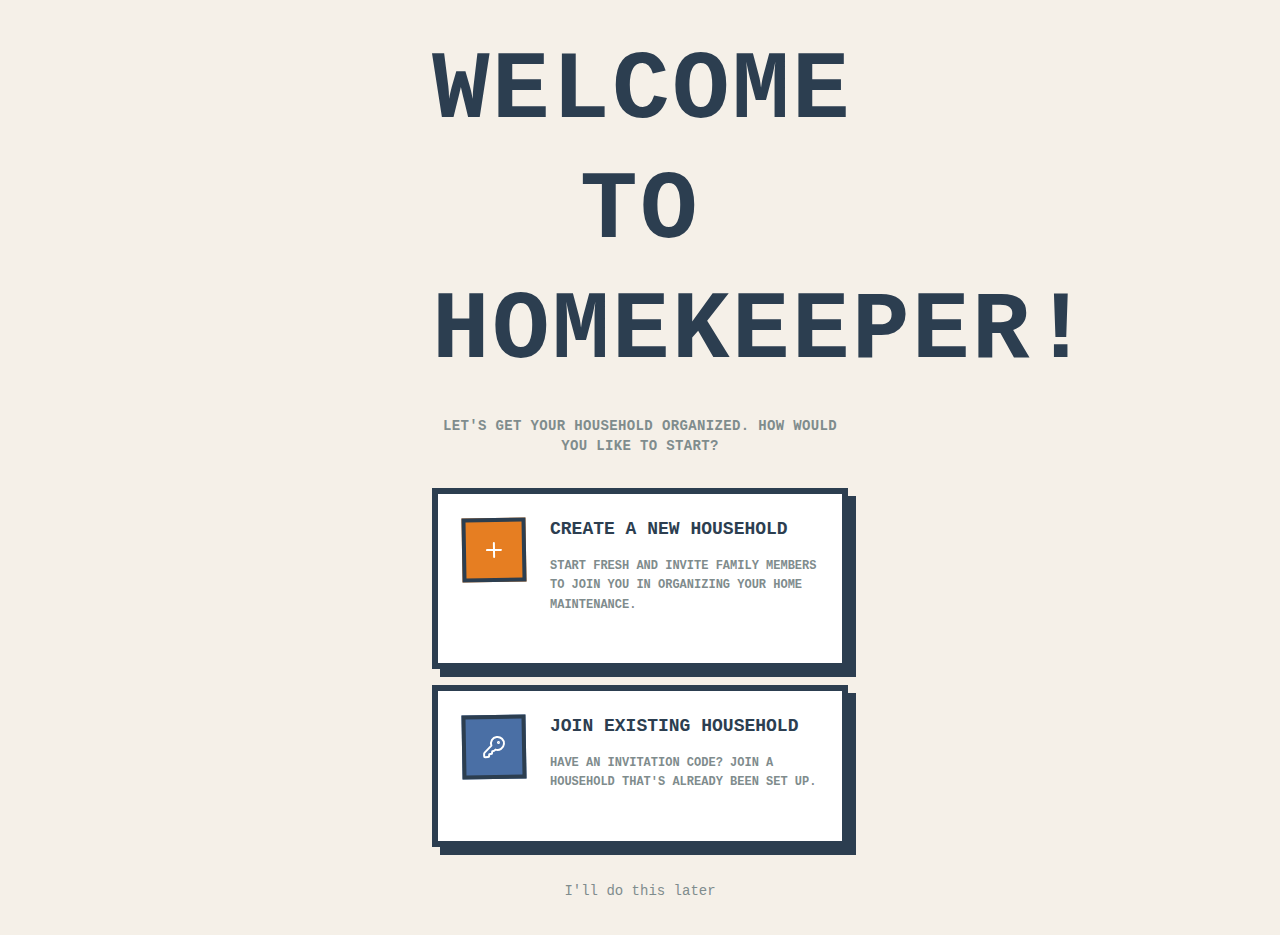 WELCOME
TO
HOMEKEEPER!
LET'S GET YOUR HOUSEHOLD ORGANIZED. HOW WOULD
YOU LIKE TO START?
CREATE A NEW HOUSEHOLD
START FRESH AND INVITE FAMILY MEMBERS
TO JOIN YOU IN ORGANIZING YOUR HOME
MAINTENANCE.
JOIN EXISTING HOUSEHOLD
HAVE AN INVITATION CODE? JOIN A
HOUSEHOLD THAT'S ALREADY BEEN SET UP.
I'll do this later